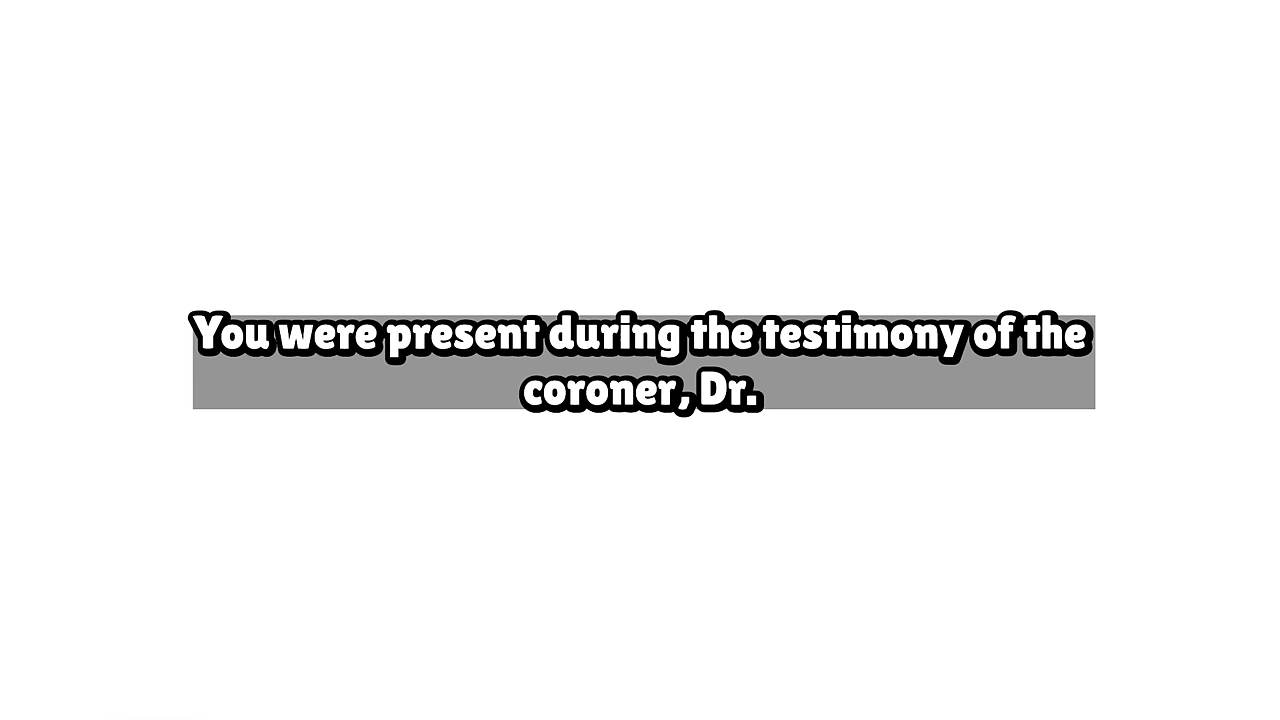 You were present during the testimony of the
coroner, Dr.